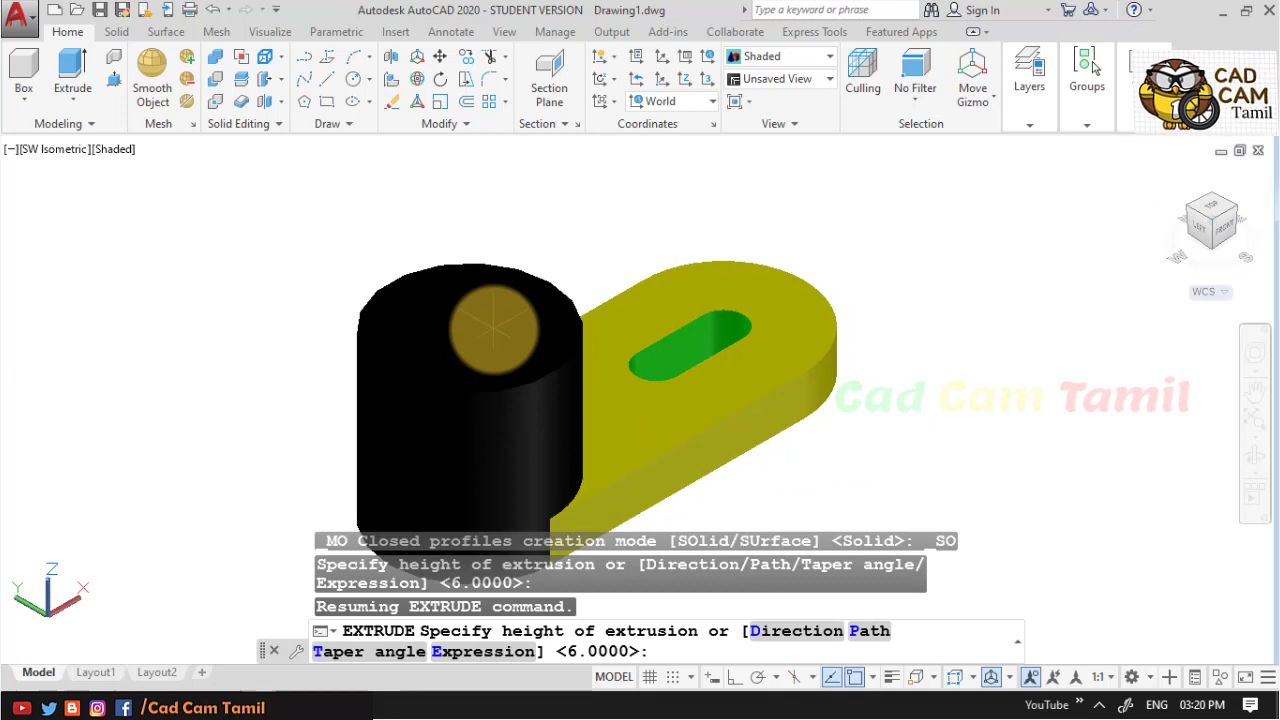 Autodesk AutoCAD 2020 - STUDENT VERSION Drawing1.dwg
Type a keyword or phrase
Sign In
Home Solid Surface Mesh Visualize Parametric Insert Annotate View Manage Output Add-ins Collaborate Express Tools Featured Apps
Box
Extrude
Smooth
Object
Section
Plane
Shaded
Unsaved View
World
Culling
No Filter
Move
Gizmo
Layers
Groups
CAD
CAM
Tamil
Modeling
Mesh
Solid Editing
Draw
Modify
Section
Coordinates
View
Selection
[−][SW Isometric][Shaded]
TOP
LEFT
FRONT
W
S
WCS
Cad Cam Tamil
_MO Closed profiles creation mode [SOlid/SUrface] <Solid>: _SO
Specify height of extrusion or [Direction/Path/Taper angle/
Expression] <6.0000>:
Resuming EXTRUDE command.
EXTRUDE Specify height of extrusion or [Direction Path
Taper angle Expression] <6.0000>:
Z
Y
X
Model Layout1 Layout2 +
MODEL
1:1
/Cad Cam Tamil
YouTube
ENG
03:20 PM